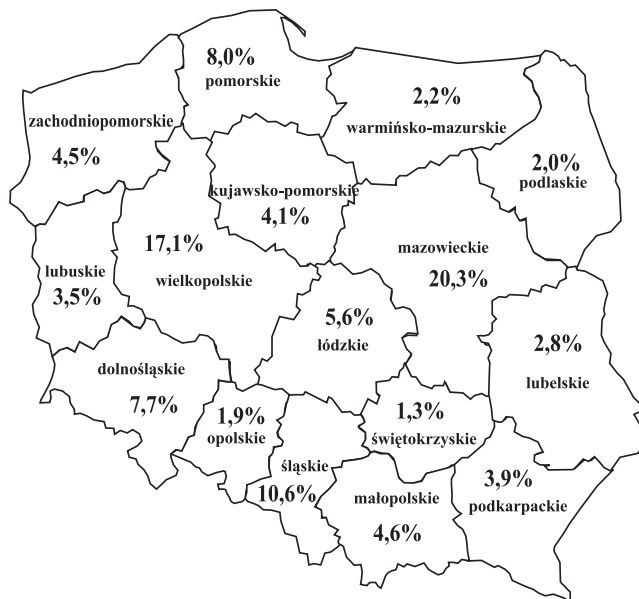 8,0%
pomorskie
2,2%
warmińsko-mazurskie
zachodniopomorskie
4,5%
2,0%
podlaskie
kujawsko-pomorskie
4,1%
17,1%
wielkopolskie
mazowieckie
20,3%
lubuskie
3,5%
5,6%
łódzkie
2,8%
lubelskie
dolnośląskie
7,7%
1,9%
opolskie
1,3%
świętokrzyskie
śląskie
10,6%
małopolskie
4,6%
3,9%
podkarpackie